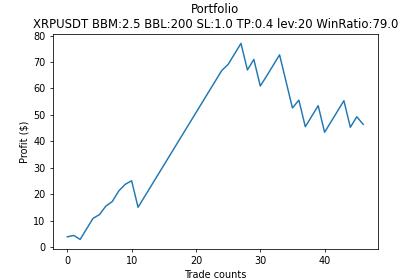 Portfolio
XRPUSDT BBM:2.5 BBL:200 SL:1.0 TP:0.4 lev:20 WinRatio:79.0
80
70
60
50
40
30
20
10
0
Profit ($)
0 10 20 30 40
Trade counts